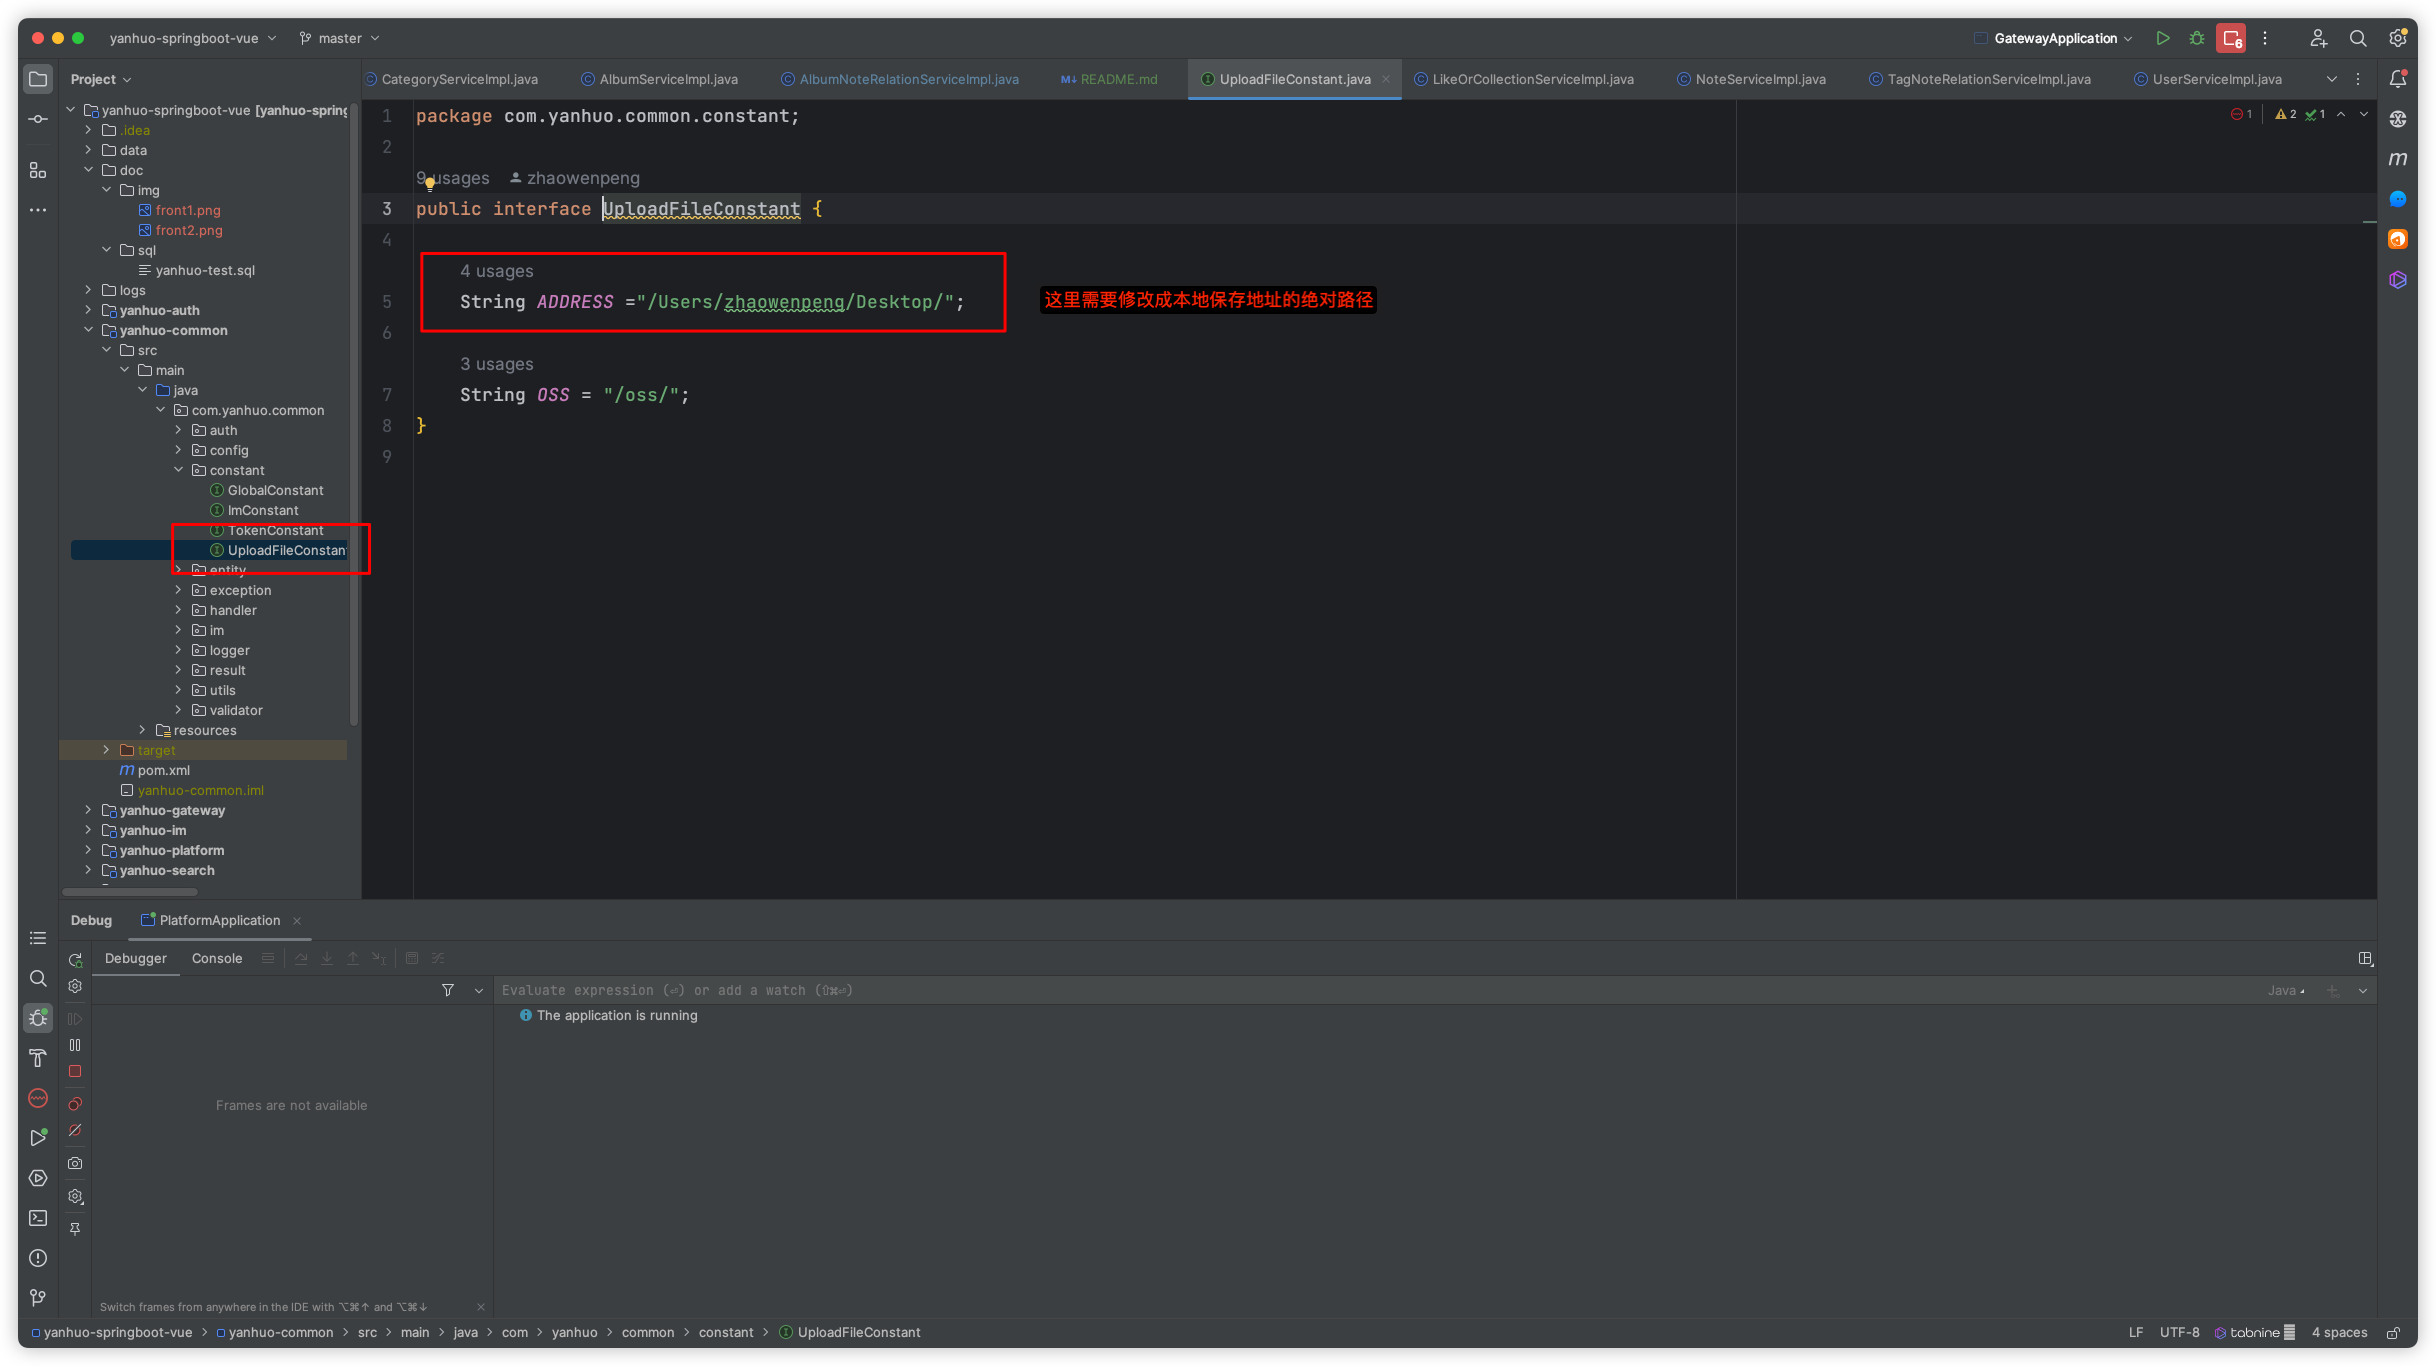 yanhuo-springboot-vue
master
GatewayApplication
6
Project
CategoryServiceImpl.java
AlbumServiceImpl.java
AlbumNoteRelationServiceImpl.java
M↓ README.md
UploadFileConstant.java
LikeOrCollectionServiceImpl.java
NoteServiceImpl.java
TagNoteRelationServiceImpl.java
UserServiceImpl.java
yanhuo-springboot-vue [yanhuo-spring
.idea
data
doc
img
front1.png
front2.png
sql
yanhuo-test.sql
logs
yanhuo-auth
yanhuo-common
src
main
java
com.yanhuo.common
auth
config
constant
GlobalConstant
ImConstant
TokenConstant
UploadFileConstant
entity
exception
handler
im
logger
result
utils
validator
resources
target
pom.xml
yanhuo-common.iml
yanhuo-gateway
yanhuo-im
yanhuo-platform
yanhuo-search
1 package com.yanhuo.common.constant;
1 2 1
2
9 usages zhaowenpeng
3 public interface UploadFileConstant {
4
4 usages
5 String ADDRESS ="/Users/zhaowenpeng/Desktop/";
这里需要修改成本地保存地址的绝对路径
6
3 usages
7 String OSS = "/oss/";
8 }
9
Debug
PlatformApplication
Debugger
Console
Evaluate expression (⏎) or add a watch (⇧⌘⏎)
Java
The application is running
Frames are not available
Switch frames from anywhere in the IDE with ⌥⌘↑ and ⌥⌘↓
yanhuo-springboot-vue > yanhuo-common > src > main > java > com > yanhuo > common > constant > UploadFileConstant
LF
UTF-8
tabnine
4 spaces